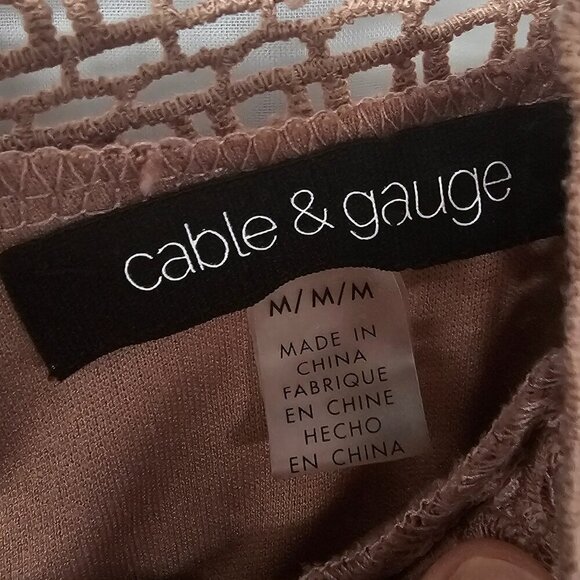 cable & gauge
M/M/M
MADE IN
CHINA
FABRIQUE
EN CHINE
HECHO
EN CHINA